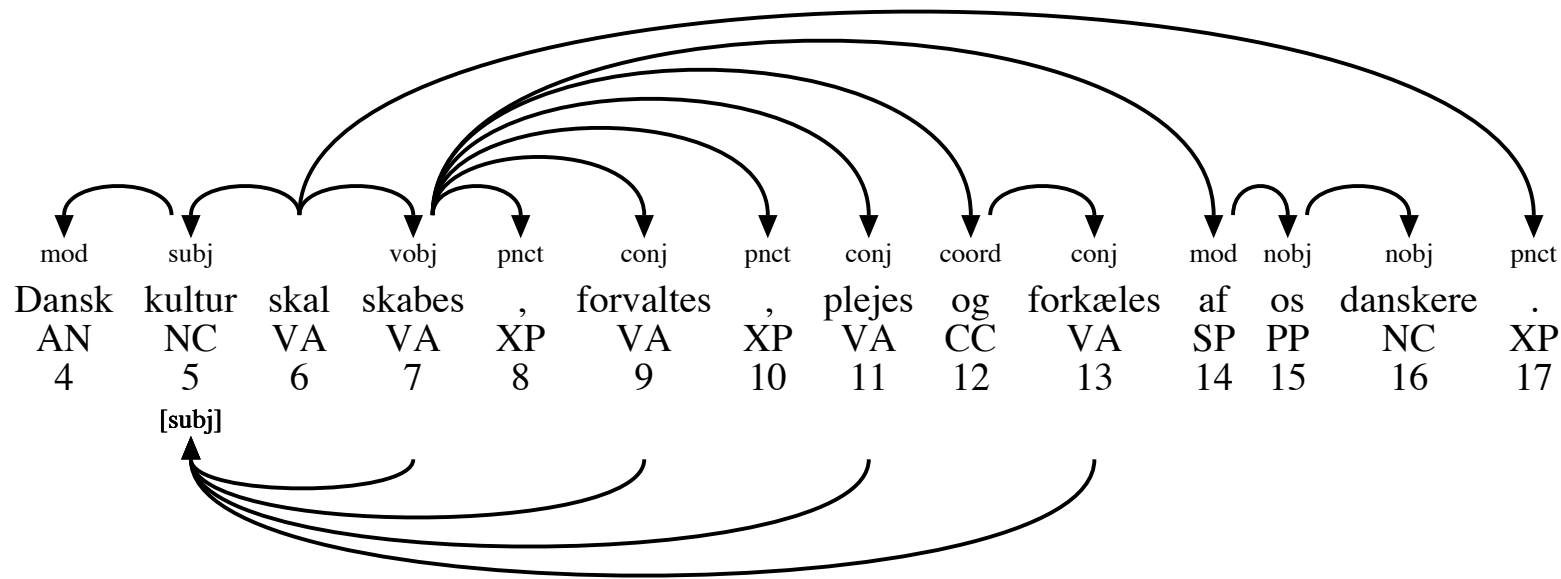 mod subj vobj pnct conj pnct conj coord conj mod nobj nobj pnct
Dansk kultur skal skabes , forvaltes , plejes og forkæles af os danskere .
AN NC VA VA XP VA XP VA CC VA SP PP NC XP
4 5 6 7 8 9 10 11 12 13 14 15 16 17
[subj]